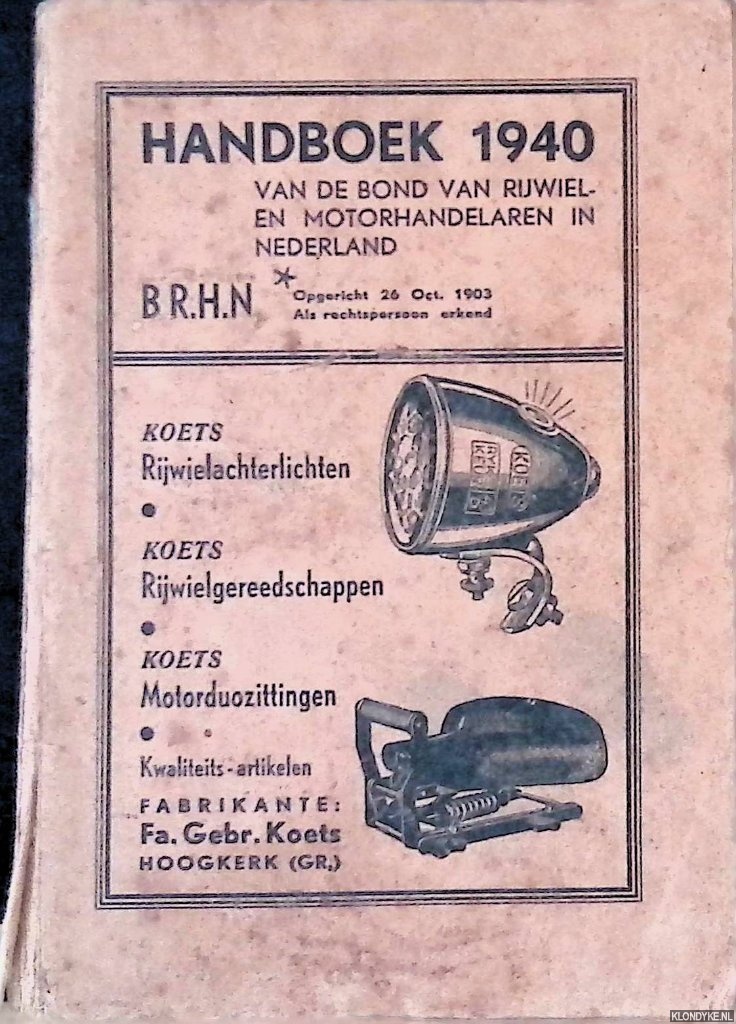 HANDBOEK 1940
VAN DE BOND VAN RIJWIEL-
EN MOTORHANDELAREN IN
NEDERLAND
B R.H.N
Opgericht 26 Oct. 1903
Als rechtspersoon erkend
KOETS
Rijwielachterlichten
KOETS
Rijwielgereedschappen
KOETS
Motorduozittingen
Kwaliteits-artikelen
FABRIKANTE:
Fa. Gebr. Koets
HOOGKERK (GR.)
KOETS
KLONDYKE.NL